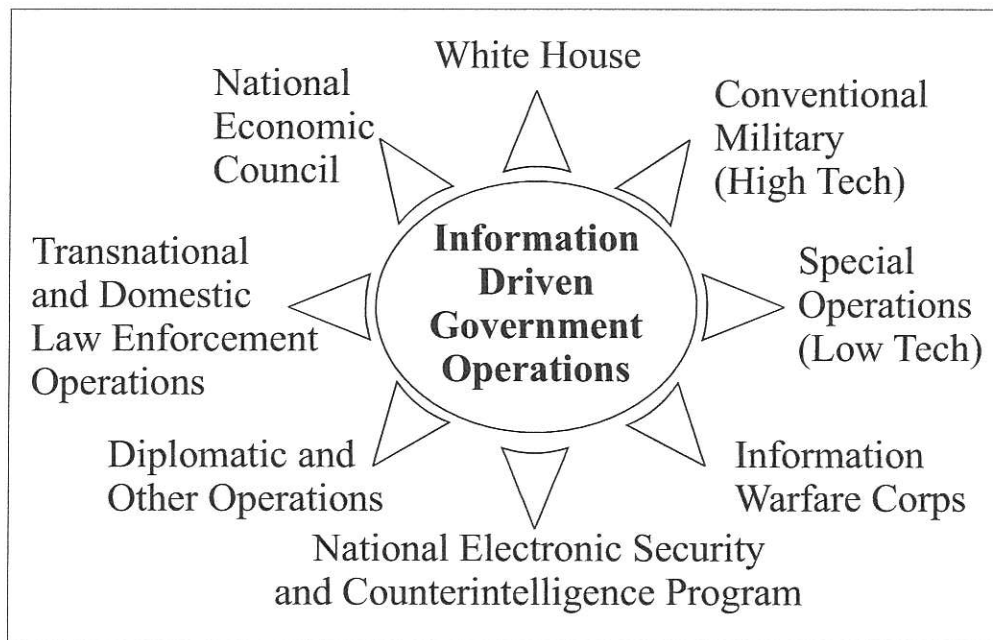 White House
National
Economic
Council
Conventional
Military
(High Tech)
Information
Driven
Government
Operations
Transnational
and Domestic
Law Enforcement
Operations
Special
Operations
(Low Tech)
Diplomatic and
Other Operations
Information
Warfare Corps
National Electronic Security
and Counterintelligence Program